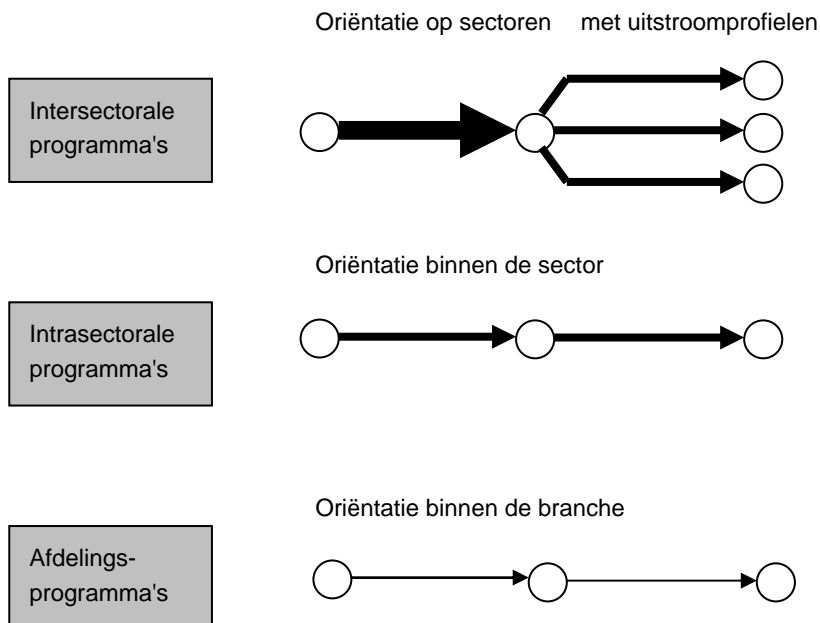 Oriëntatie op sectoren met uitstroomprofielen
Intersectorale
programma's
Oriëntatie binnen de sector
Intrasectorale
programma's
Oriëntatie binnen de branche
Afdelings-
programma's